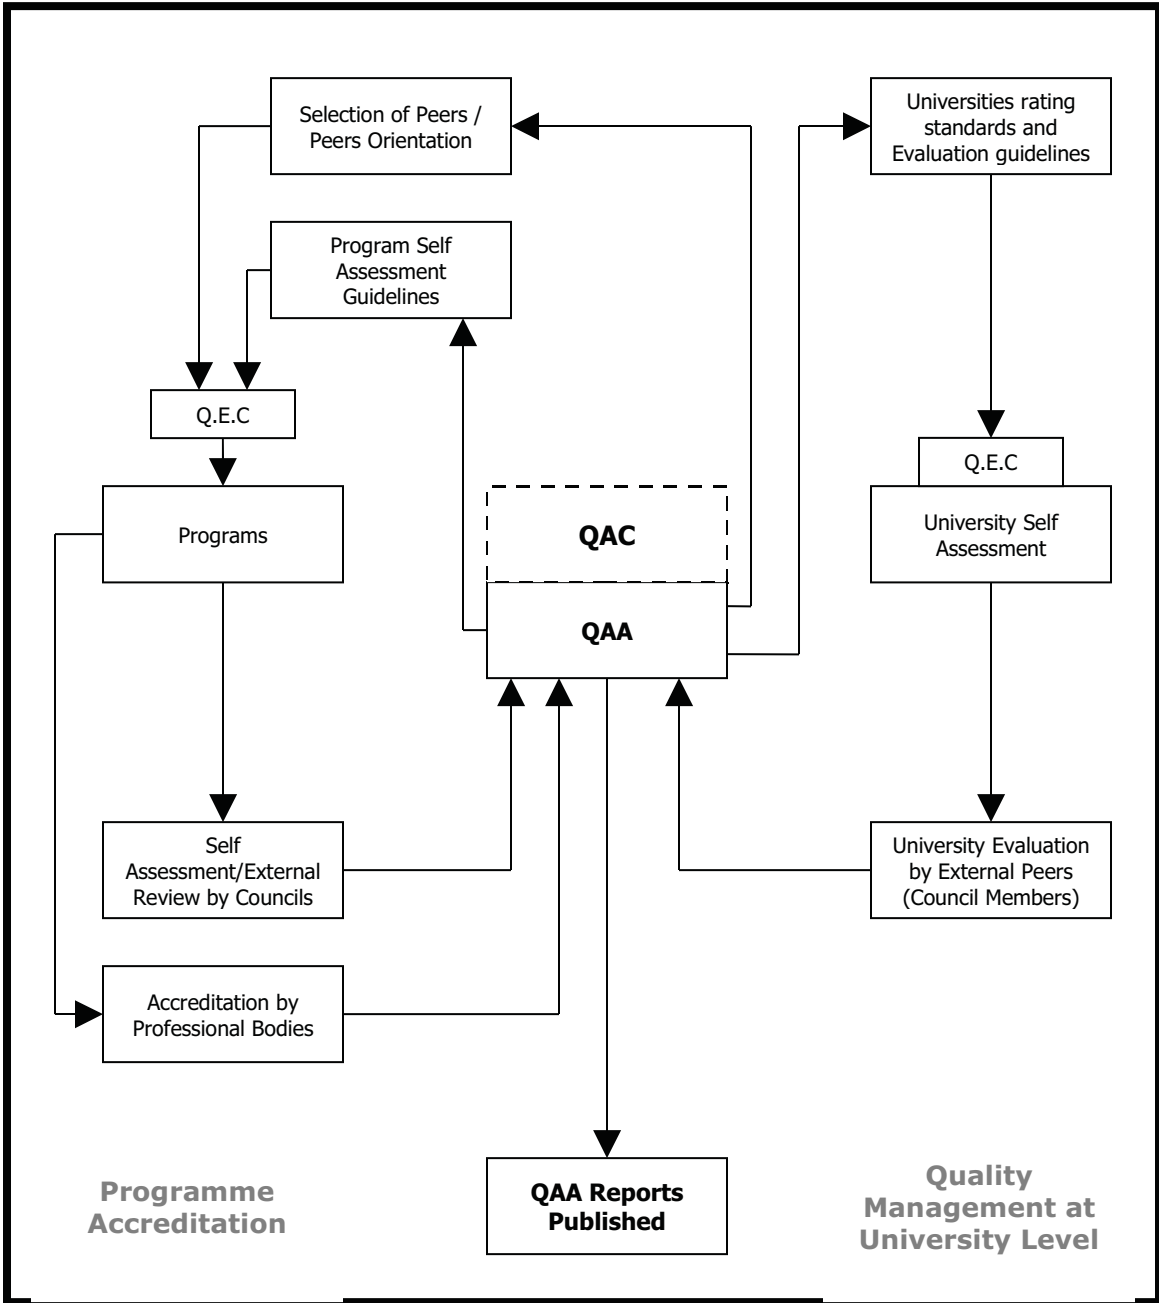 Selection of Peers /
Peers Orientation
Universities rating
standards and
Evaluation guidelines
Program Self
Assessment
Guidelines
Q.E.C
Q.E.C
Programs
QAC
University Self
Assessment
QAA
Self
Assessment/External
Review by Councils
University Evaluation
by External Peers
(Council Members)
Accreditation by
Professional Bodies
QAA Reports
Published
Programme
Accreditation
Quality
Management at
University Level